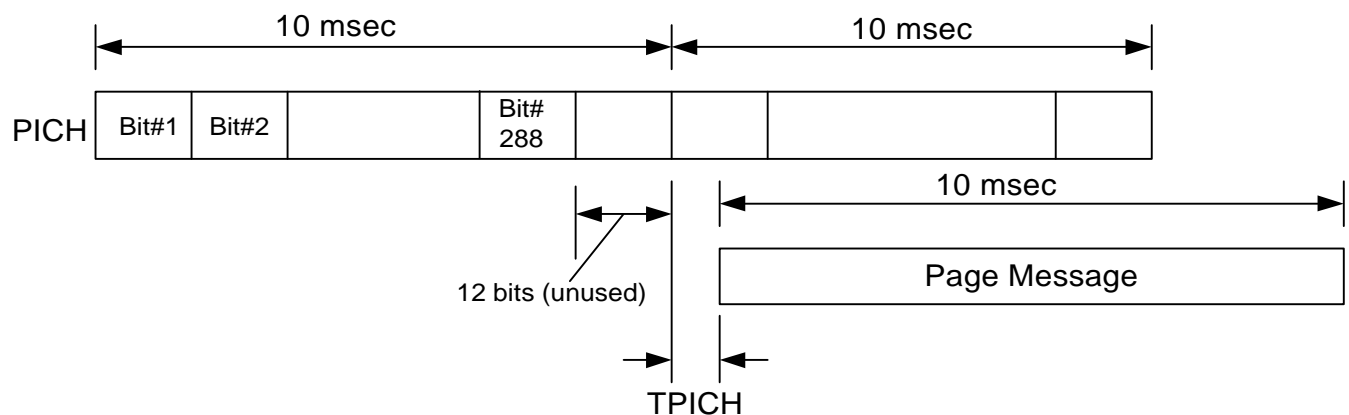 10 msec
10 msec
PICH
Bit#1
Bit#2
Bit#
288
10 msec
12 bits (unused)
Page Message
TPICH